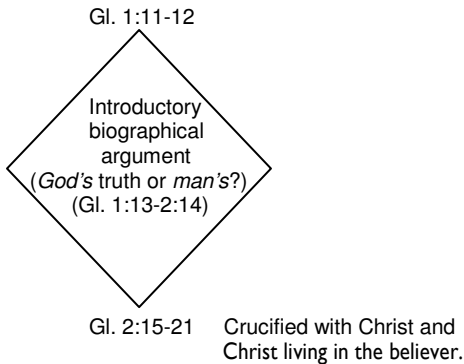 Gl. 1:11-12
Introductory
biographical
argument
(God's truth or man's?)
(Gl. 1:13-2:14)
Gl. 2:15-21 Crucified with Christ and
Christ living in the believer.